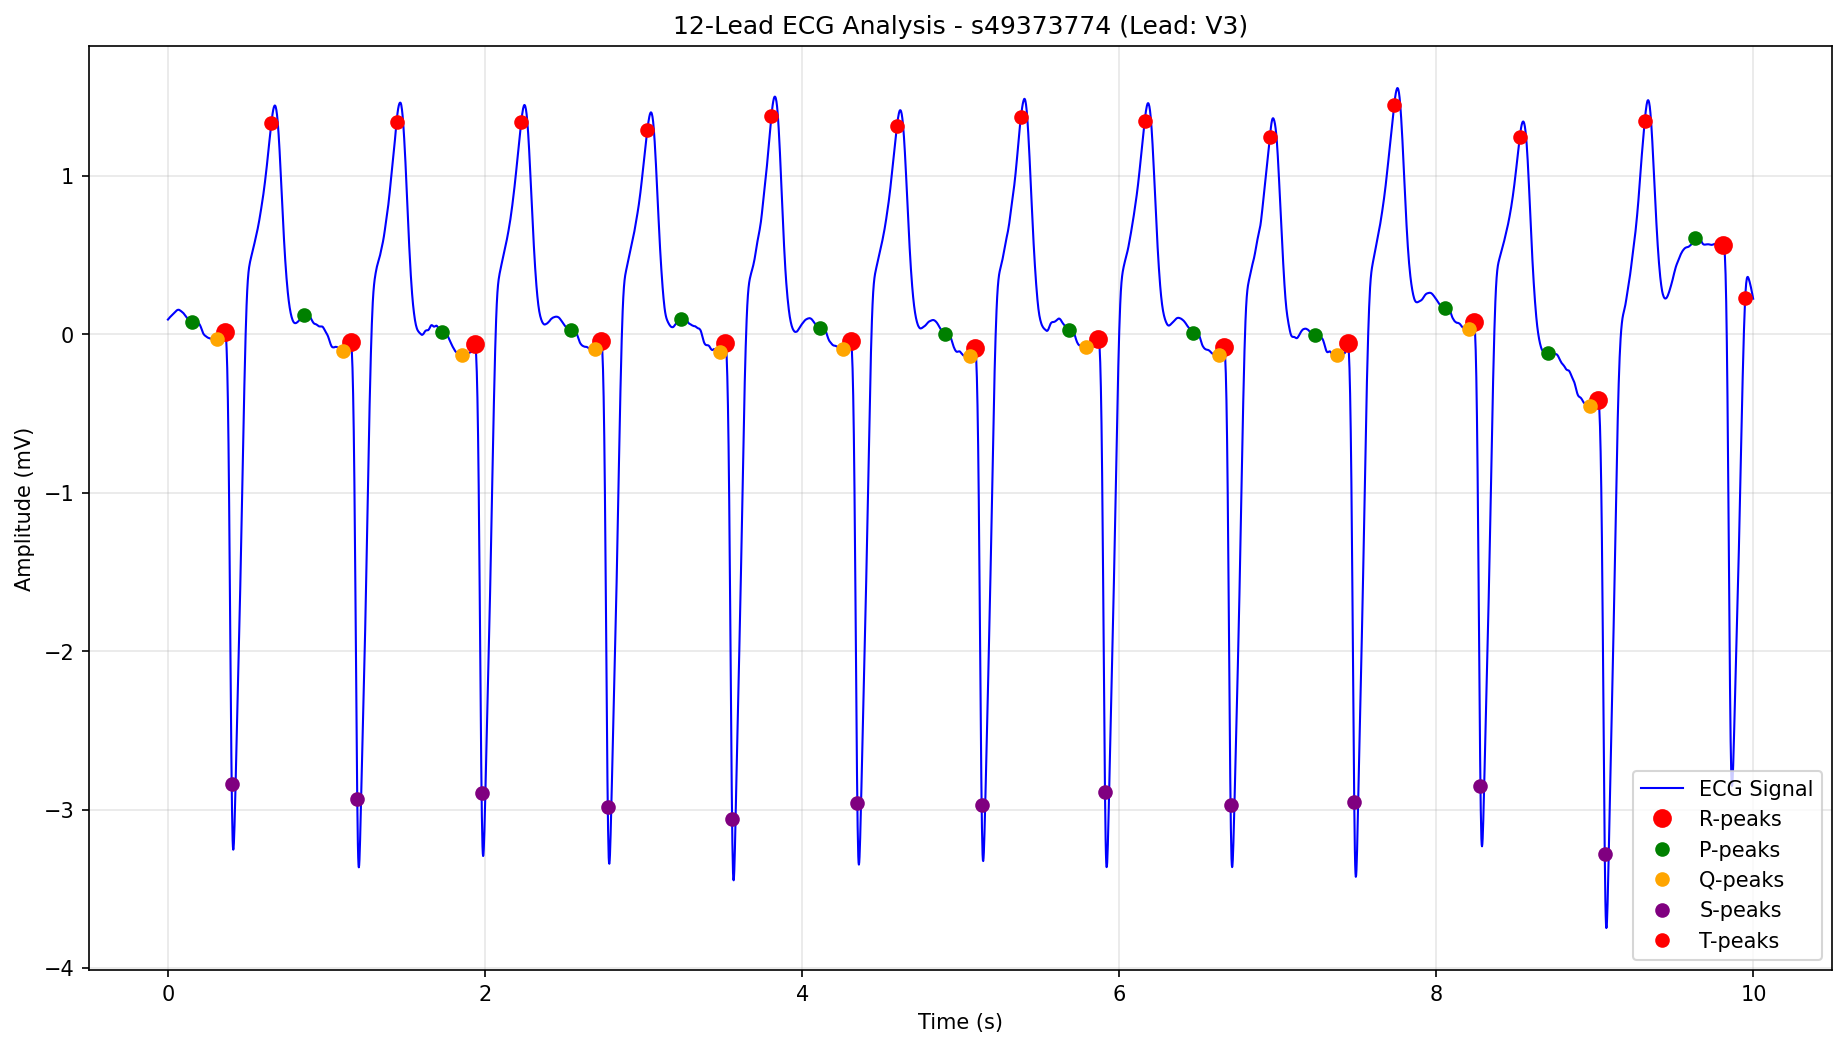 12-Lead ECG Analysis - s49373774 (Lead: V3)
Amplitude (mV)
1
0
−1
−2
−3
−4
0 2 4 6 8 10
Time (s)
ECG Signal
R-peaks
P-peaks
Q-peaks
S-peaks
T-peaks